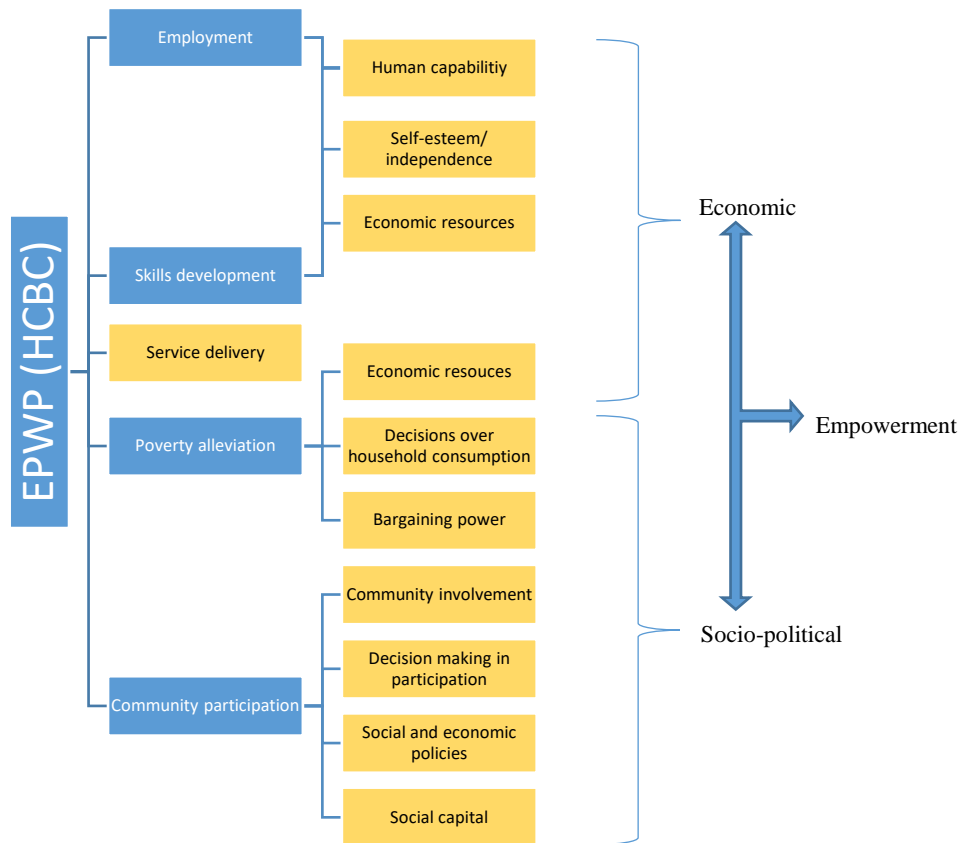 EPWP (HCBC)
Employment
Skills development
Service delivery
Poverty alleviation
Community participation
Human capabilitiy
Self-esteem/
independence
Economic resources
Economic resouces
Decisions over
household consumption
Bargaining power
Community involvement
Decision making in
participation
Social and economic
policies
Social capital
Economic
Empowerment
Socio-political